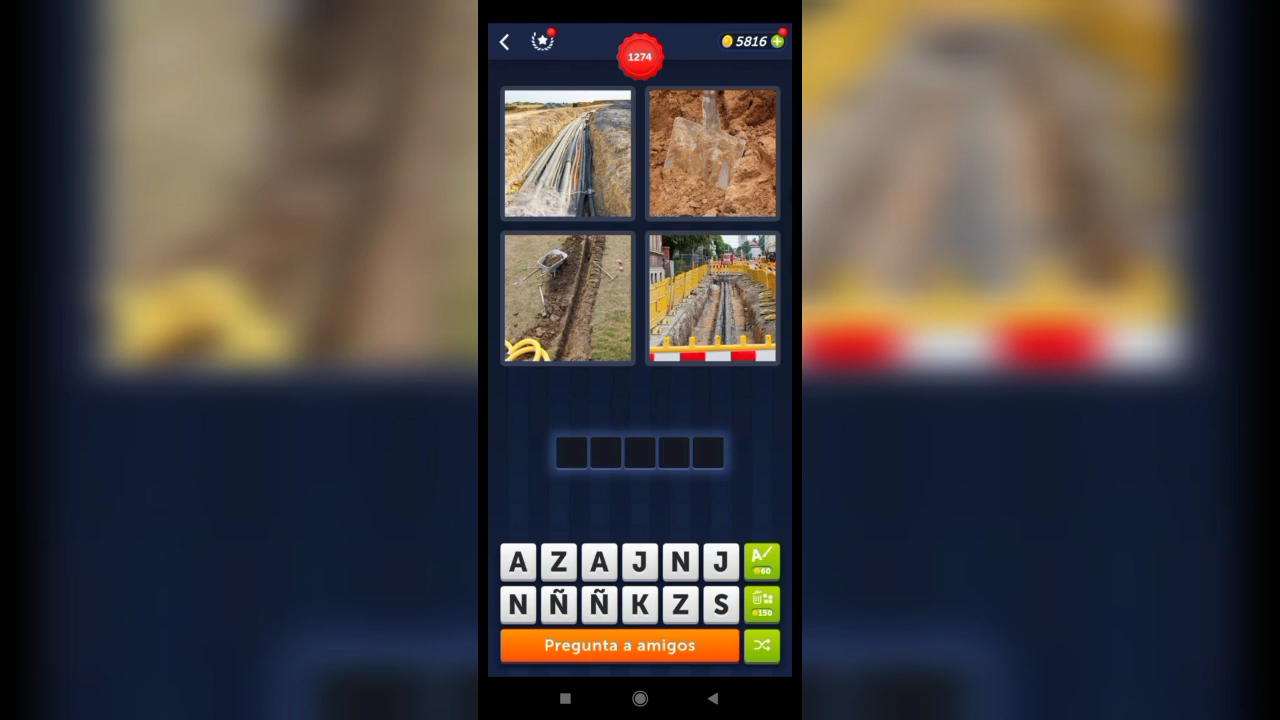 5816
1274
A Z A J N J A 60
N Ñ Ñ K Z S 150
Pregunta a amigos